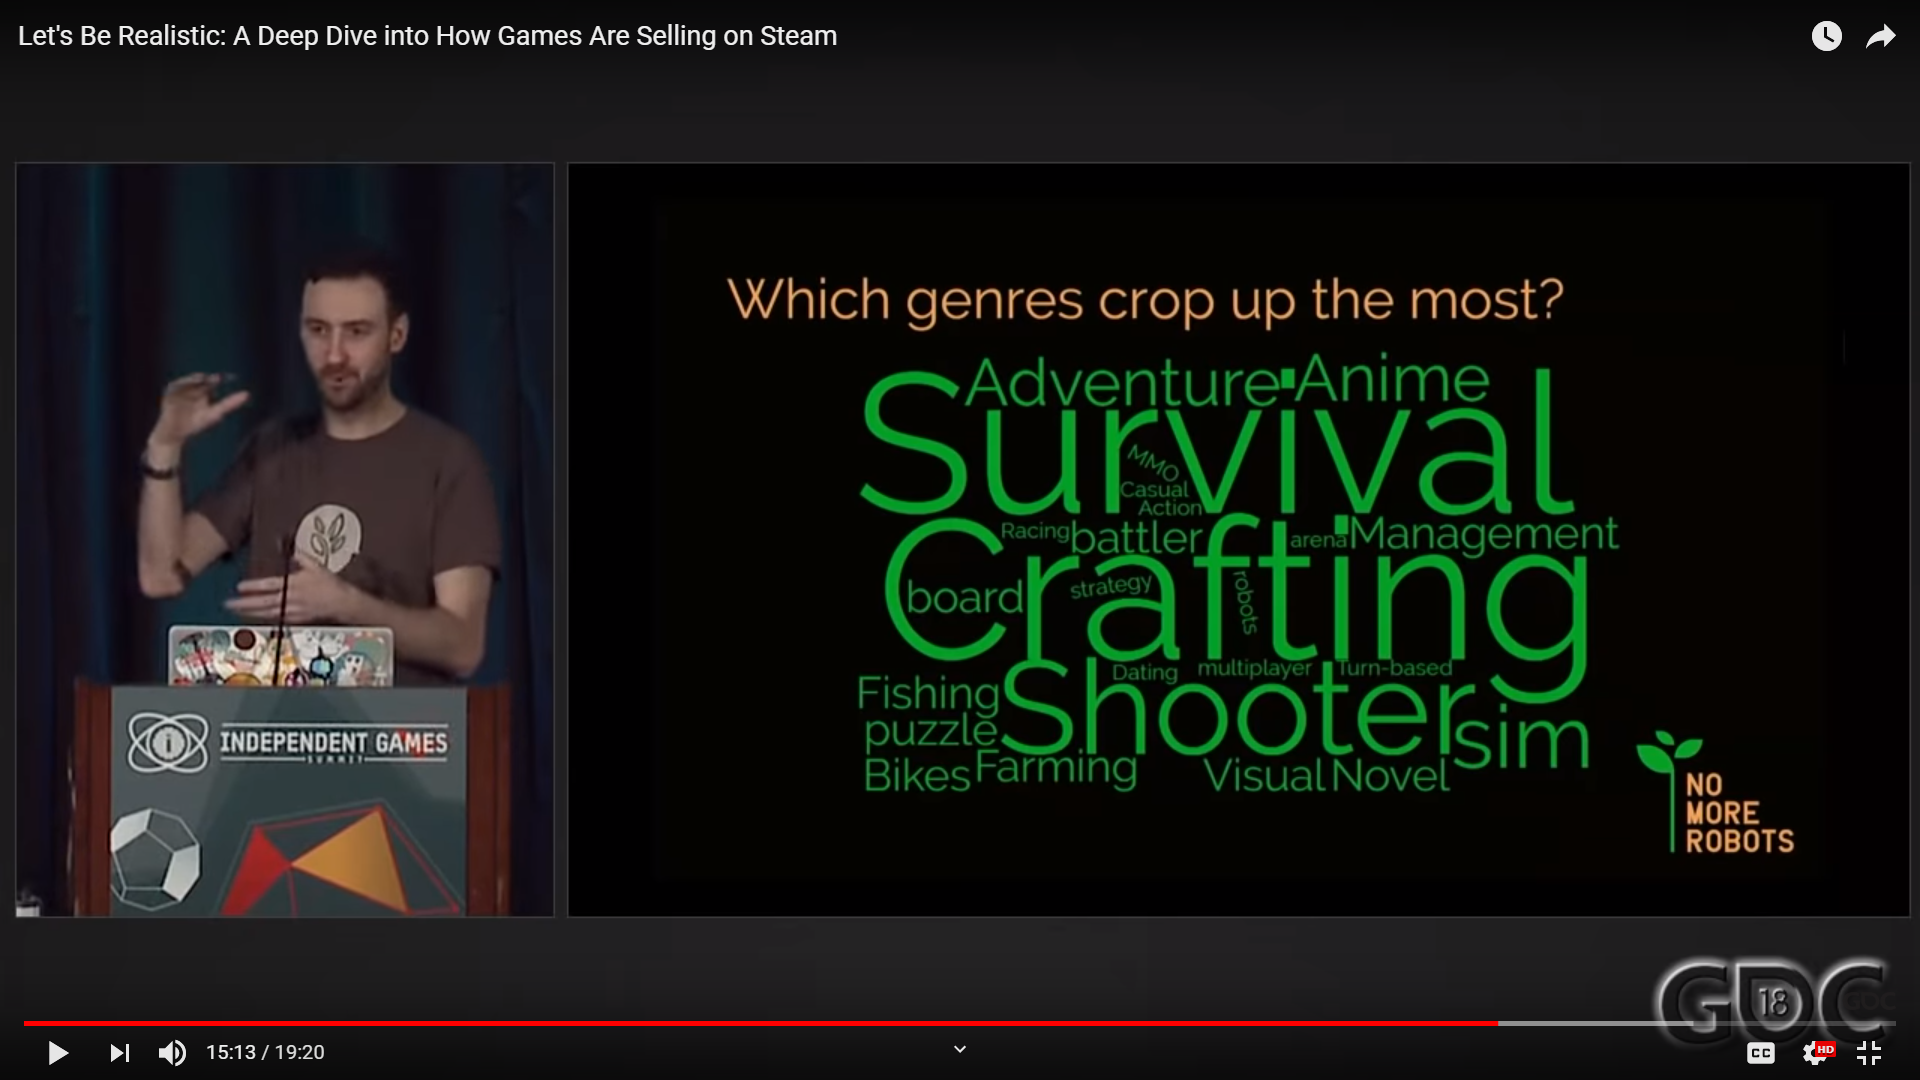 Let's Be Realistic: A Deep Dive into How Games Are Selling on Steam
Which genres crop up the most?
Adventure Anime
Survival
MMO
Casual
Action
Racing battler arena Management
Crafting
board strategy robots
Dating multiplayer Turn-based
Fishing Shooter
puzzle sim
Bikes Farming Visual Novel
NO
MORE
ROBOTS
INDEPENDENT GAMES
SUMMIT
GDC
18
15:13 / 19:20
CC
HD